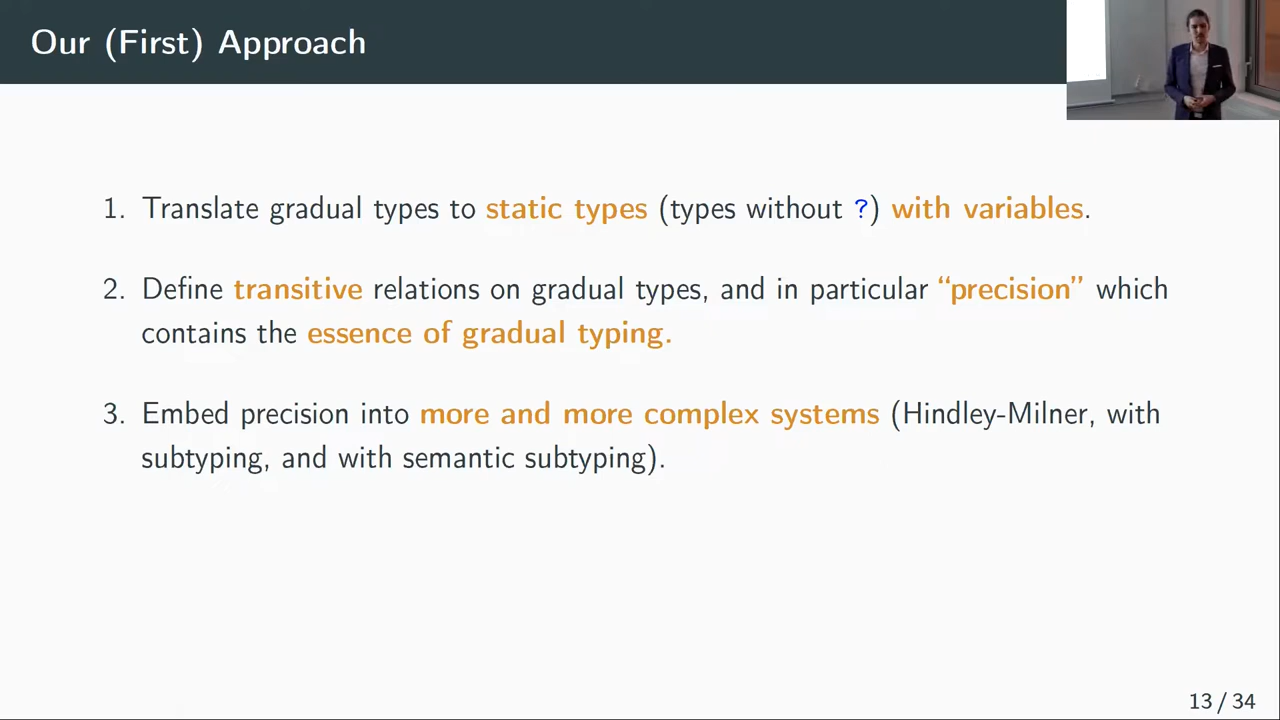 Our (First) Approach
1. Translate gradual types to static types (types without ?) with variables.
2. Define transitive relations on gradual types, and in particular “precision” which
contains the essence of gradual typing.
3. Embed precision into more and more complex systems (Hindley-Milner, with
subtyping, and with semantic subtyping).
13 / 34